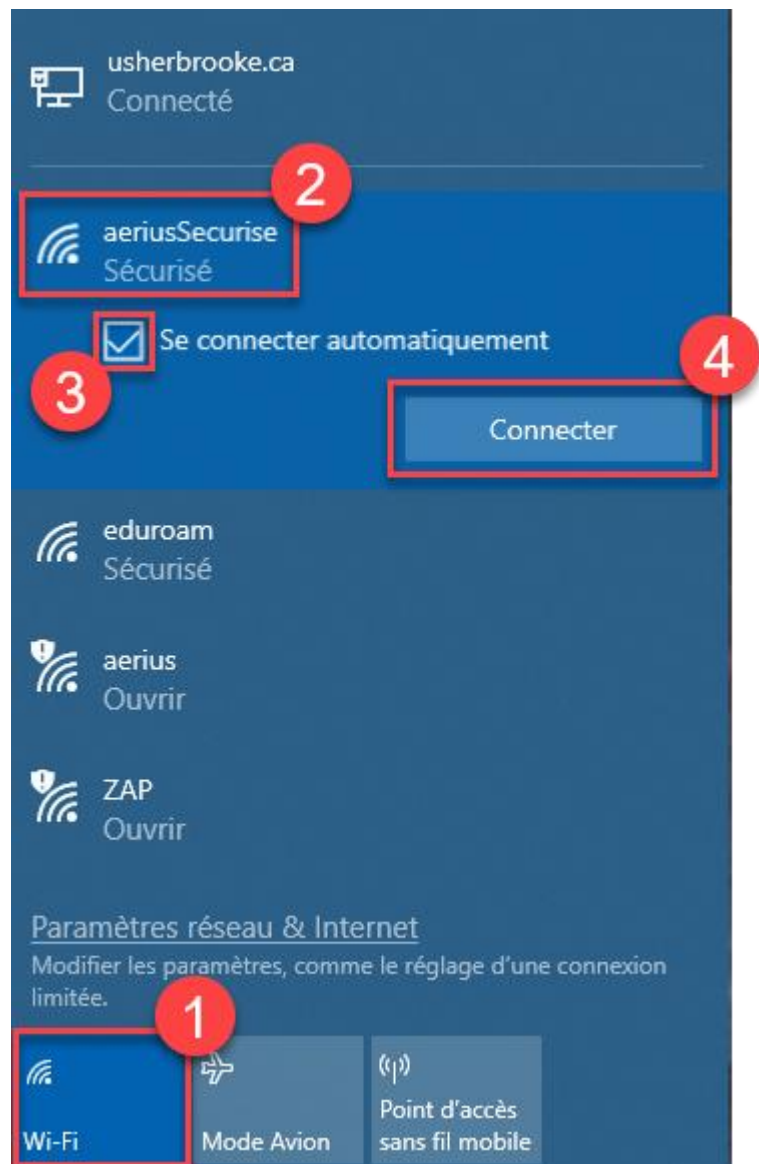 usherbrooke.ca
Connecté
2
aeriusSecurise
Sécurisé
Se connecter automatiquement
3
4
Connecter
eduroam
Sécurisé
aerius
Ouvrir
ZAP
Ouvrir
Paramètres réseau & Internet
Modifier les paramètres, comme le réglage d'une connexion
limitée.
1
Wi-Fi
Mode Avion
Point d'accès
sans fil mobile